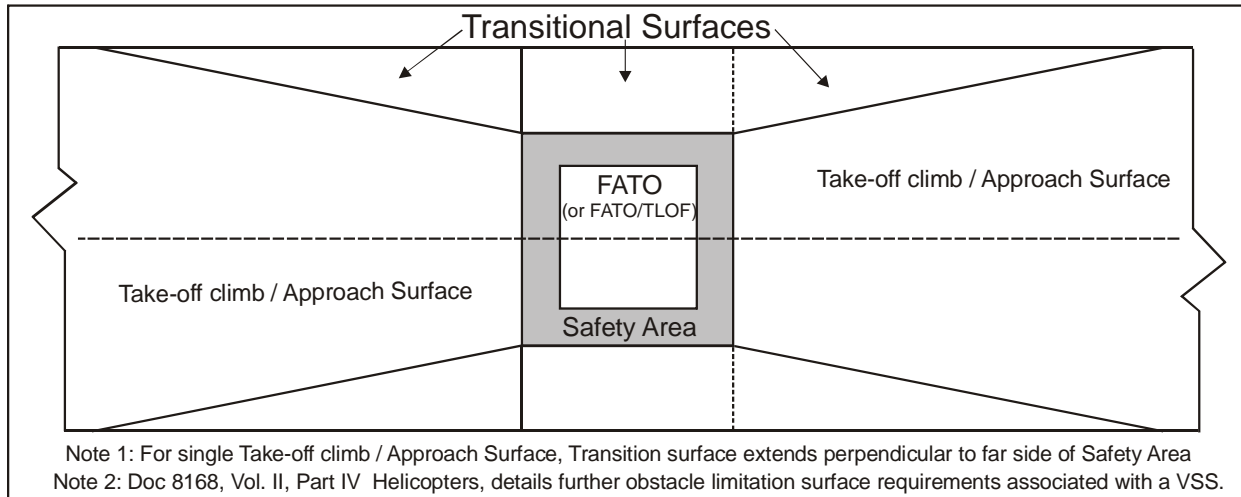 Transitional Surfaces
FATO
(or FATO/TLOF)
Take-off climb / Approach Surface
Take-off climb / Approach Surface
Safety Area
Note 1: For single Take-off climb / Approach Surface, Transition surface extends perpendicular to far side of Safety Area
Note 2: Doc 8168, Vol. II, Part IV Helicopters, details further obstacle limitation surface requirements associated with a VSS.